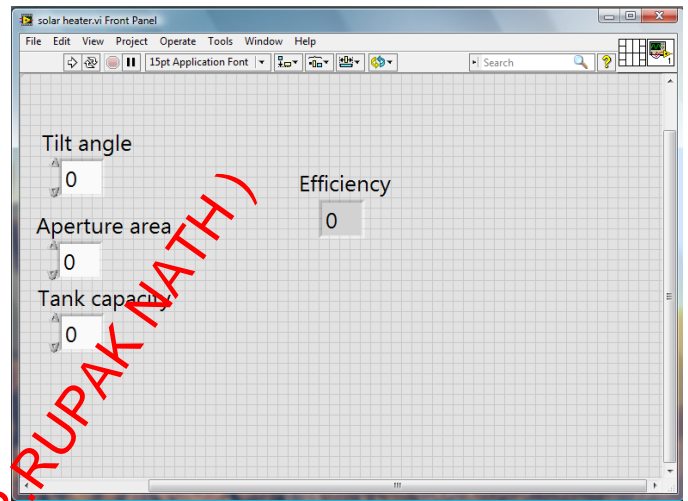 solar heater.vi Front Panel
File Edit View Project Operate Tools Window Help
15pt Application Font
Search
?
1
Tilt angle
0
Efficiency
0
Aperture area
0
Tank capacity
0
.RUPAK NATH )